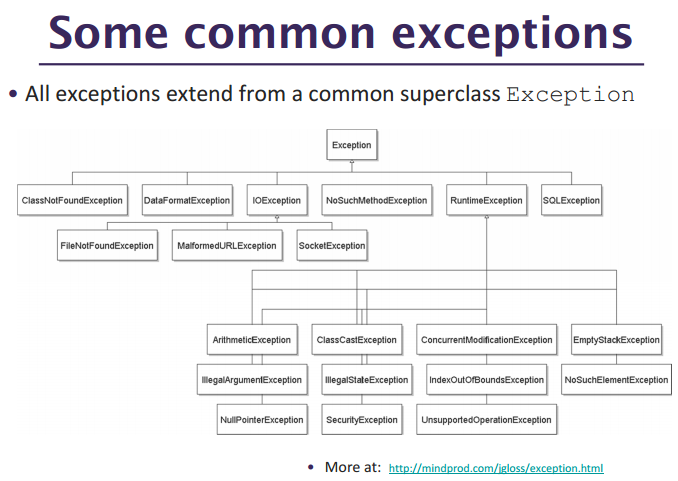 Some common exceptions
• All exceptions extend from a common superclass Exception
Exception
ClassNotFoundException DataFormatException IOException NoSuchMethodException RuntimeException SQLException
FileNotFoundException MalformedURLException SocketException
ArithmeticException ClassCastException ConcurrentModificationException EmptyStackException
IllegalArgumentException IllegalStateException IndexOutOfBoundsException NoSuchElementException
NullPointerException SecurityException UnsupportedOperationException
• More at: http://mindprod.com/jgloss/exception.html